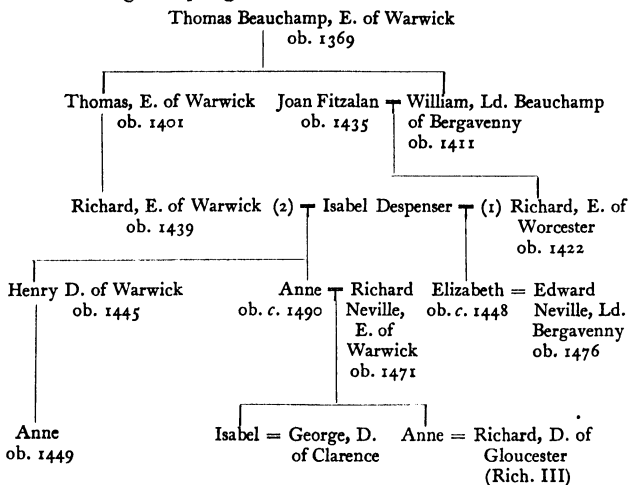 Thomas Beauchamp, E. of Warwick
ob. 1369
Thomas, E. of Warwick
ob. 1401
Joan Fitzalan
ob. 1435
William, Ld. Beauchamp
of Bergavenny
ob. 1411
Richard, E. of Warwick (2)
ob. 1439
Isabel Despenser
(1) Richard, E. of
Worcester
ob. 1422
Henry D. of Warwick
ob. 1445
Anne
ob. c. 1490
Richard
Neville,
E. of
Warwick
ob. 1471
Elizabeth =
ob. c. 1448
Edward
Neville, Ld.
Bergavenny
ob. 1476
Anne
ob. 1449
Isabel = George, D.
of Clarence
Anne = Richard, D. of
Gloucester
(Rich. III)